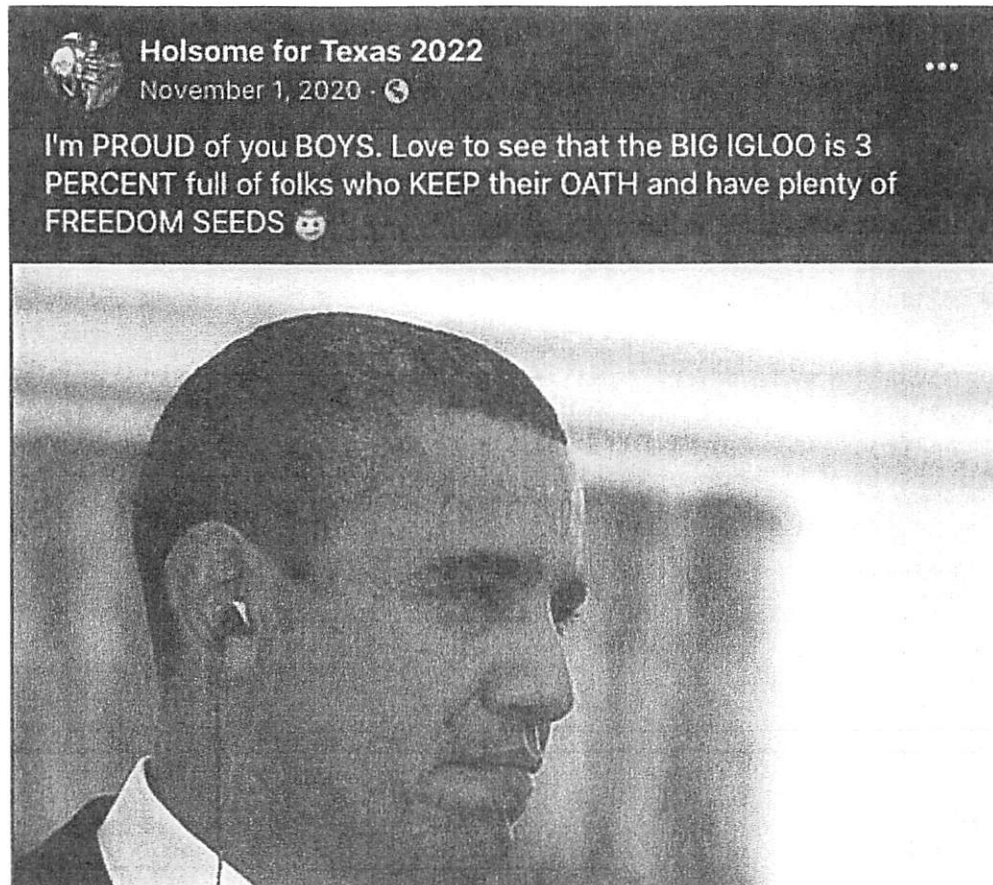 Holsome for Texas 2022
November 1, 2020 ·
I'm PROUD of you BOYS. Love to see that the BIG IGLOO is 3
PERCENT full of folks who KEEP their OATH and have plenty of
FREEDOM SEEDS